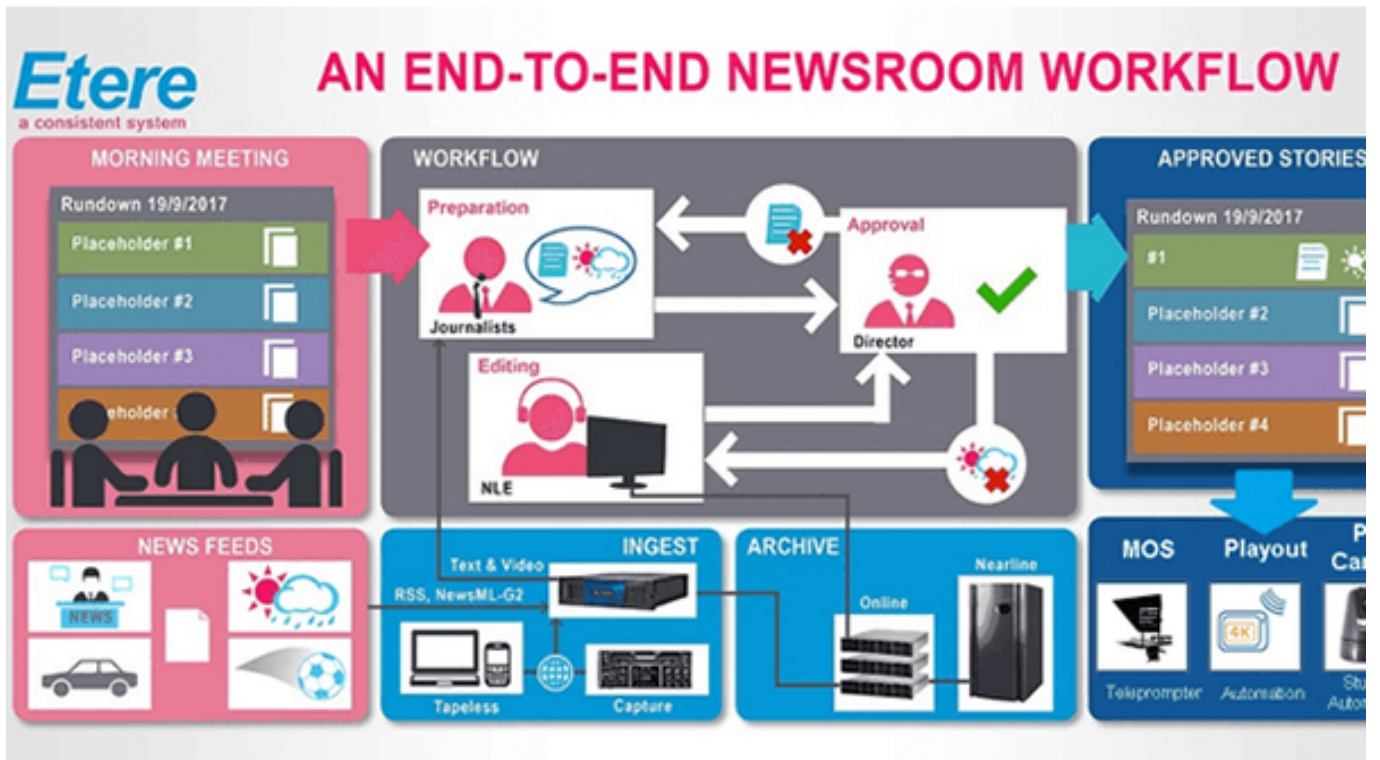 Etere
a consistent system
AN END-TO-END NEWSROOM WORKFLOW
MORNING MEETING
Rundown 19/9/2017
Placeholder #1
Placeholder #2
Placeholder #3
eholder
WORKFLOW
Preparation
Journalists
Approval
Director
Editing
NLE
APPROVED STORIES
Rundown 19/9/2017
#1
Placeholder #2
Placeholder #3
Placeholder #4
NEWS FEEDS
NEWS
INGEST
Text & Video
RSS, NewsML-G2
Tapeless
Capture
ARCHIVE
Online
Nearline
MOS
Teleprompter
Playout
4K
Automation